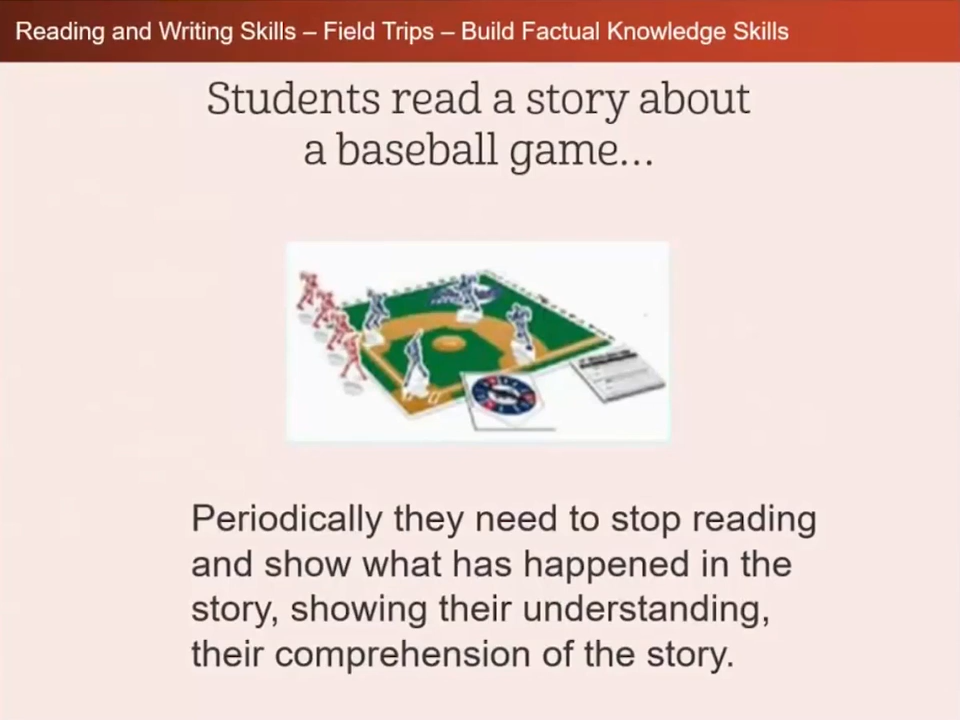 Reading and Writing Skills – Field Trips – Build Factual Knowledge Skills
Students read a story about
a baseball game...
Periodically they need to stop reading
and show what has happened in the
story, showing their understanding,
their comprehension of the story.